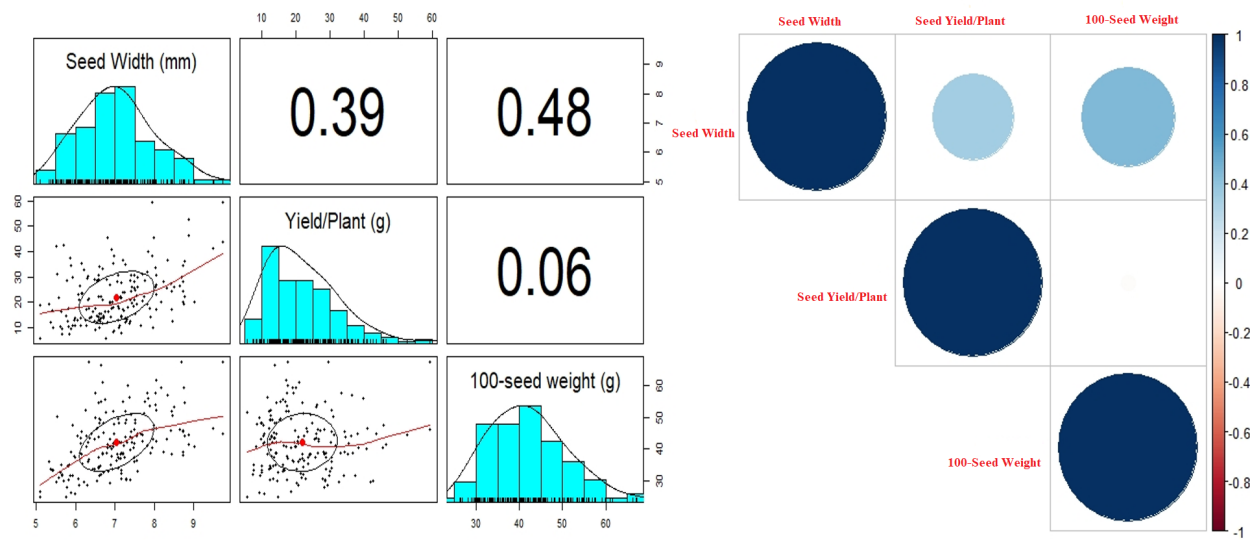 10 20 30 40 50 60
Seed Width Seed Yield/Plant 100-Seed Weight
Seed Width (mm)
0.39
0.48
5 6 7 8 9
Seed Width
1
0.8
0.6
0.4
0.2
0
-0.2
-0.4
-0.6
-0.8
-1
10 20 30 40 50 60
Yield/Plant (g)
0.06
Seed Yield/Plant
100-seed weight (g)
30 40 50 60
100-Seed Weight
5 6 7 8 9
30 40 50 60